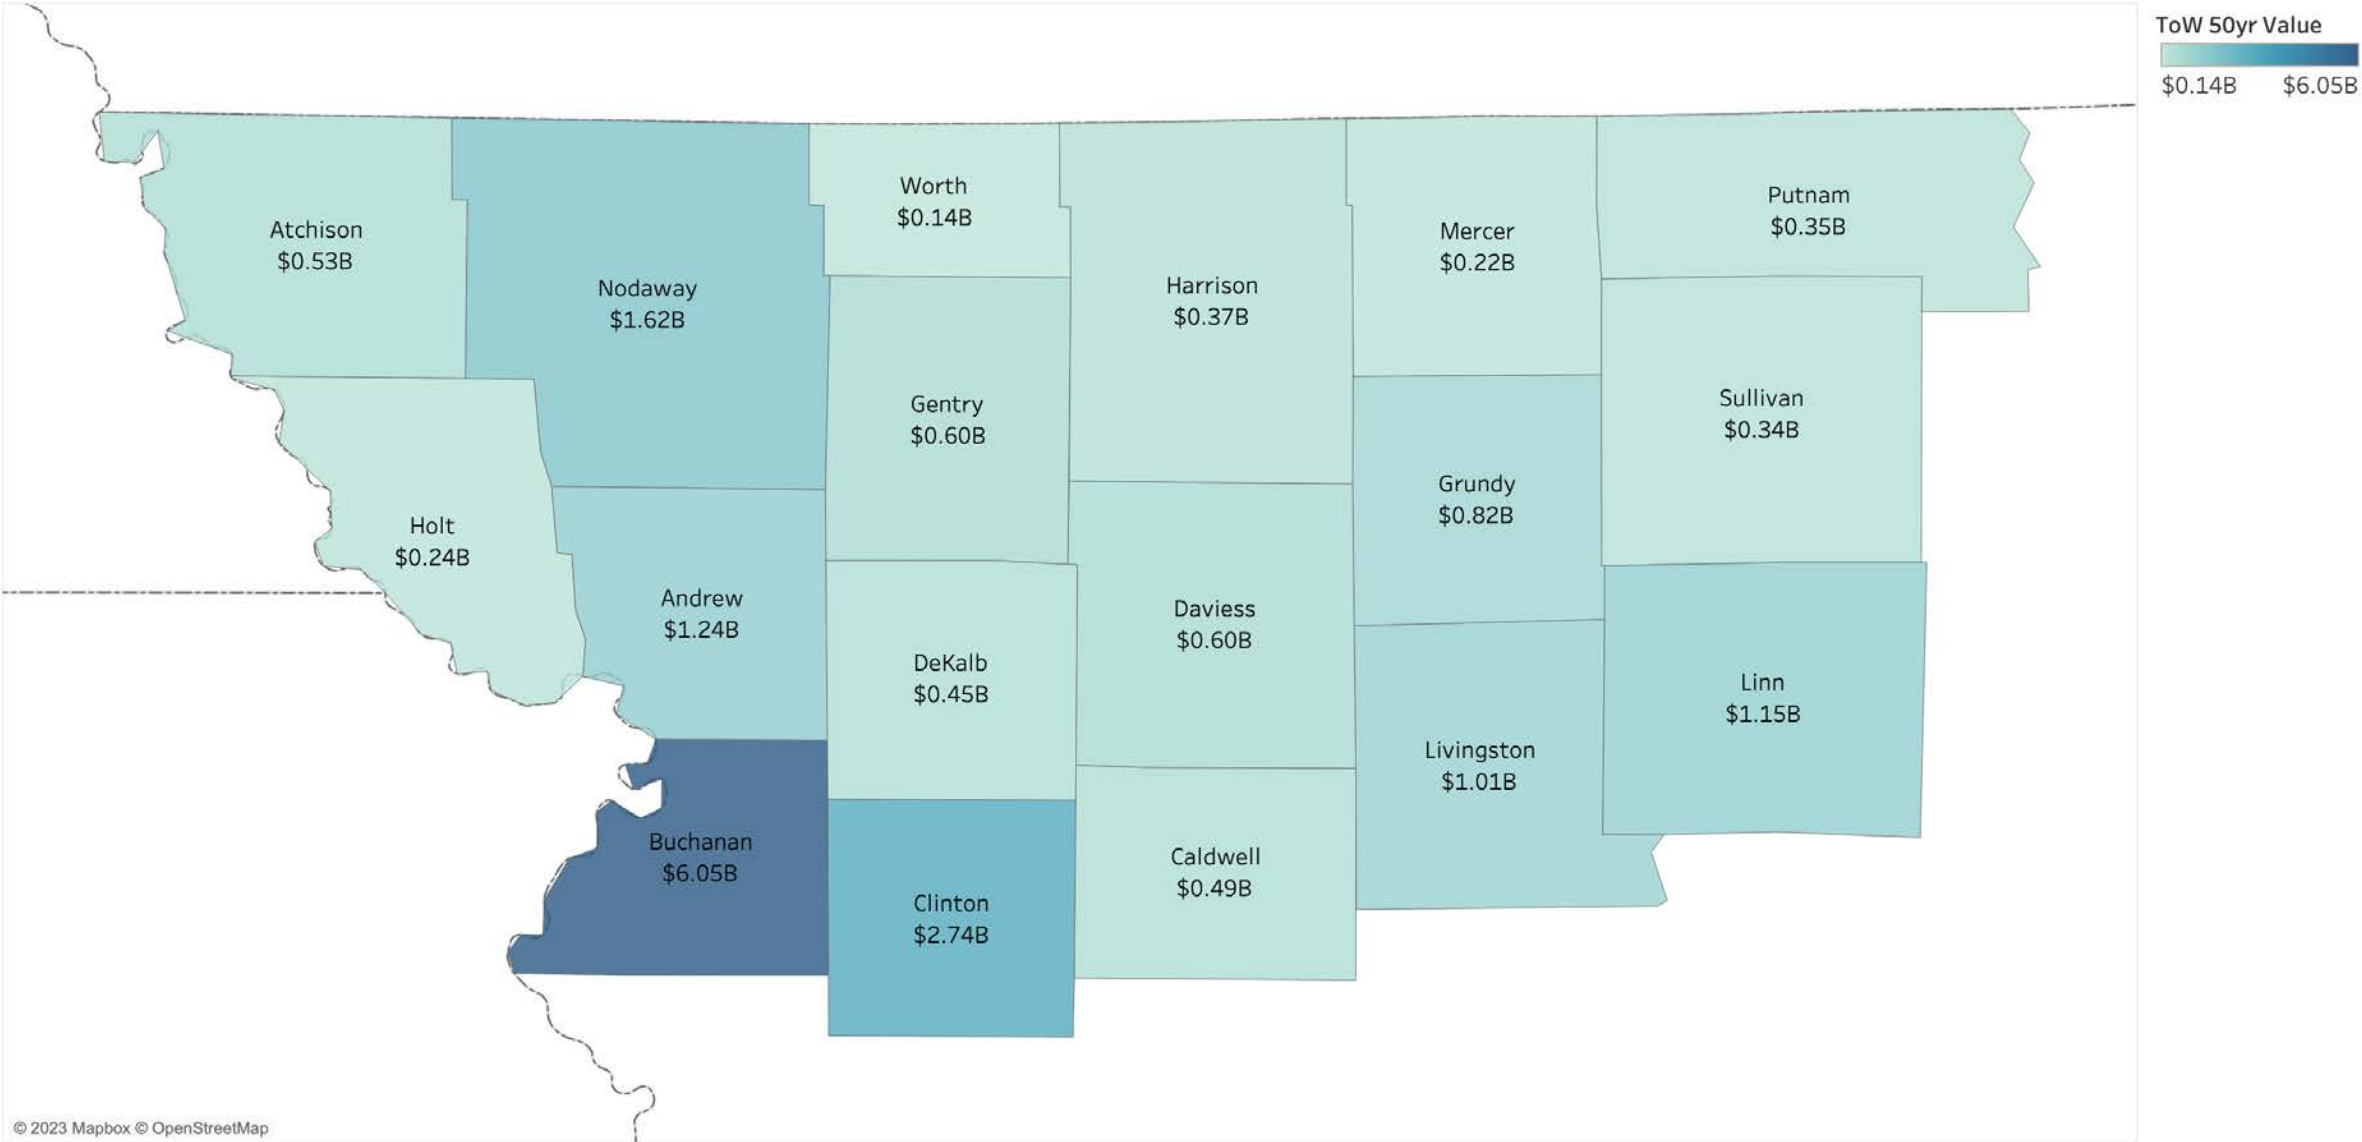 ToW 50yr Value
$0.14B $6.05B
Atchison
$0.53B
Nodaway
$1.62B
Worth
$0.14B
Harrison
$0.37B
Mercer
$0.22B
Putnam
$0.35B
Gentry
$0.60B
Sullivan
$0.34B
Holt
$0.24B
Andrew
$1.24B
Grundy
$0.82B
DeKalb
$0.45B
Daviess
$0.60B
Linn
$1.15B
Livingston
$1.01B
Buchanan
$6.05B
Clinton
$2.74B
Caldwell
$0.49B
© 2023 Mapbox © OpenStreetMap